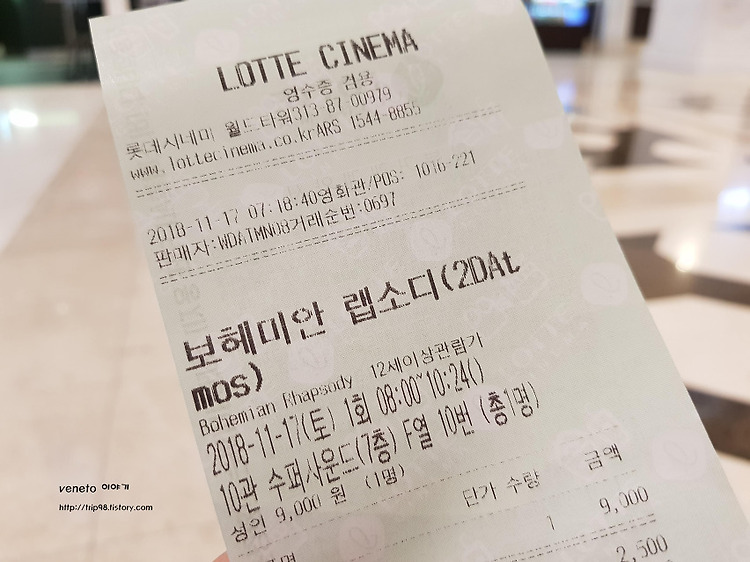 LOTTE CINEMA
영수증 겸용
롯데시네마 월드타워313-87-00979
www.lottecinema.co.krARS 1544-8855
2018-11-17 07:18:40영화관/POS: 1016-221
판매자:WDATMN08거래순번:0697
보헤미안 랩소디(2DAt
mos)
Bohemian Rhapsody 12세이상관람가
2018-11-17(토) 1회 08:00~10:24()
10관 수퍼사운드(7층) F열 10번 (총1명)
성인 9,000 원 (1명)
단가 수량 금액
1 9,000
2,500
veneto 이야기
http://trip98.tistory.com